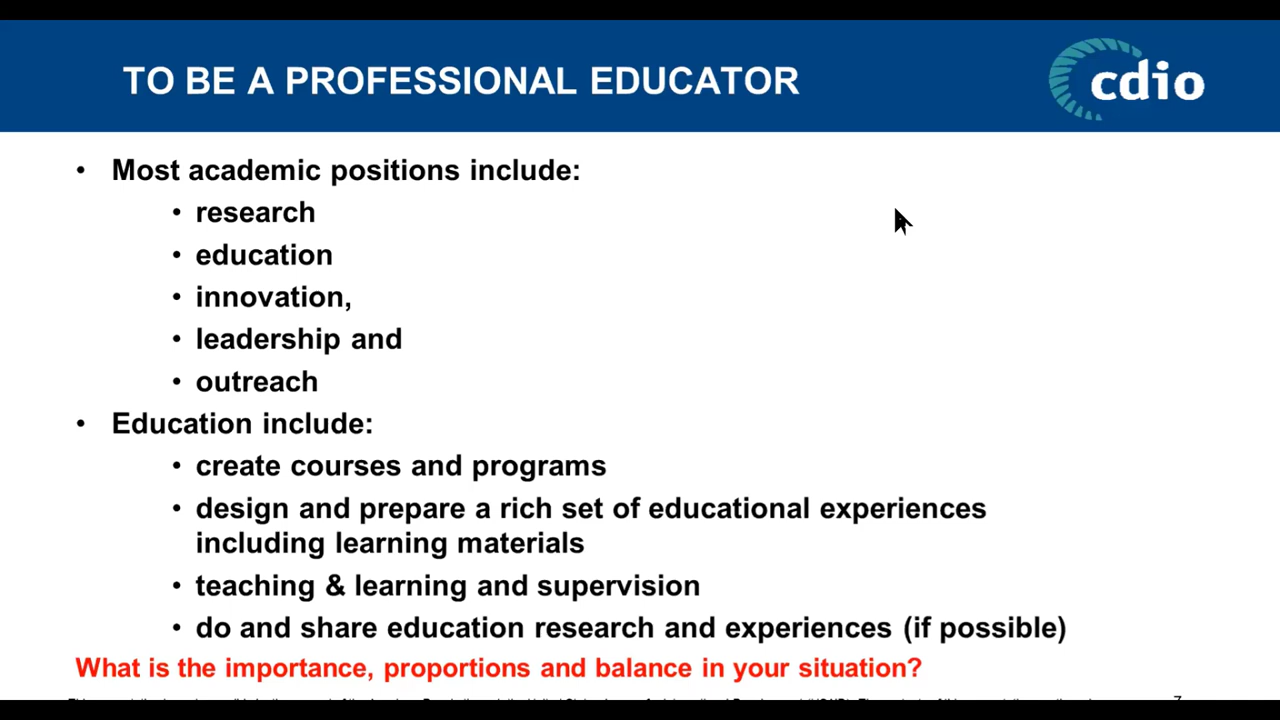 TO BE A PROFESSIONAL EDUCATOR
cdio
• Most academic positions include:
• research
• education
• innovation,
• leadership and
• outreach
• Education include:
• create courses and programs
• design and prepare a rich set of educational experiences
including learning materials
• teaching & learning and supervision
• do and share education research and experiences (if possible)
What is the importance, proportions and balance in your situation?